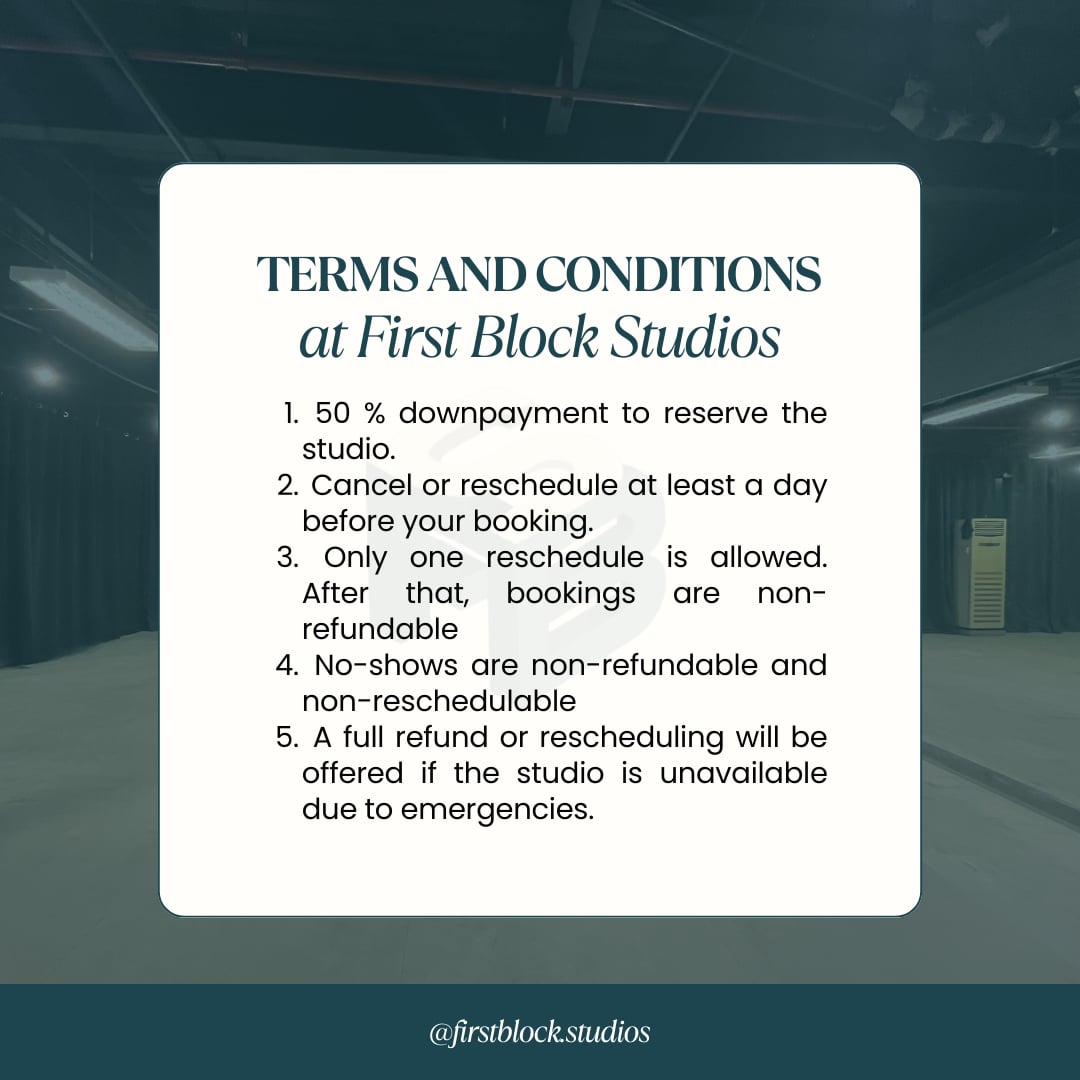 TERMS AND CONDITIONS
at First Block Studios
1. 50 % downpayment to reserve the
studio.
2. Cancel or reschedule at least a day
before your booking.
3. Only one reschedule is allowed.
After that, bookings are non-
refundable
4. No-shows are non-refundable and
non-reschedulable
5. A full refund or rescheduling will be
offered if the studio is unavailable
due to emergencies.
@firstblock.studios